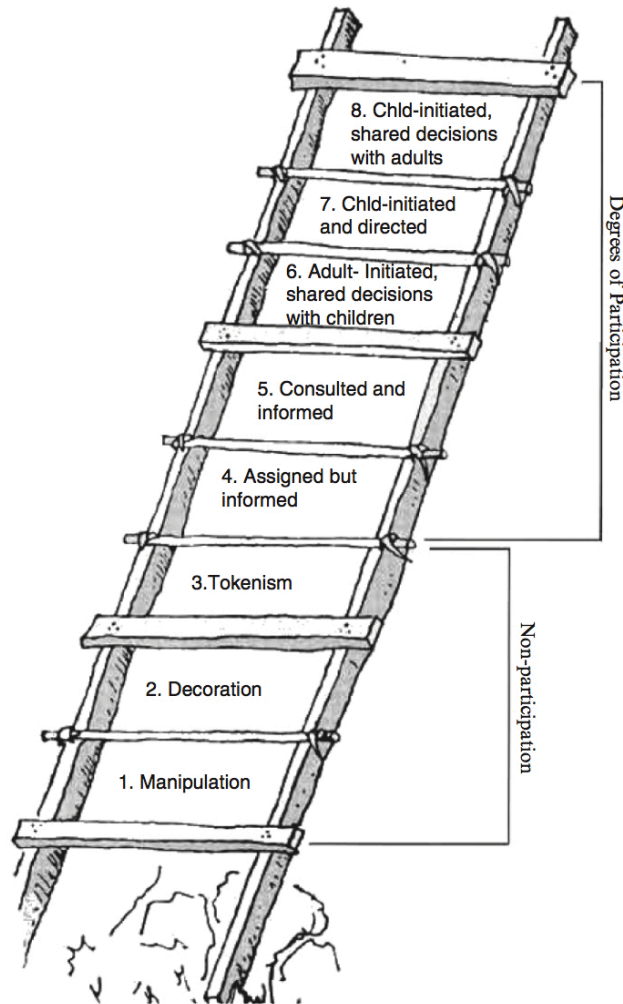 8. Chld-initiated,
shared decisions
with adults
7. Chld-initiated
and directed
6. Adult- Initiated,
shared decisions
with children
5. Consulted and
informed
4. Assigned but
informed
3.Tokenism
2. Decoration
1. Manipulation
Degrees of Participation
Non-participation